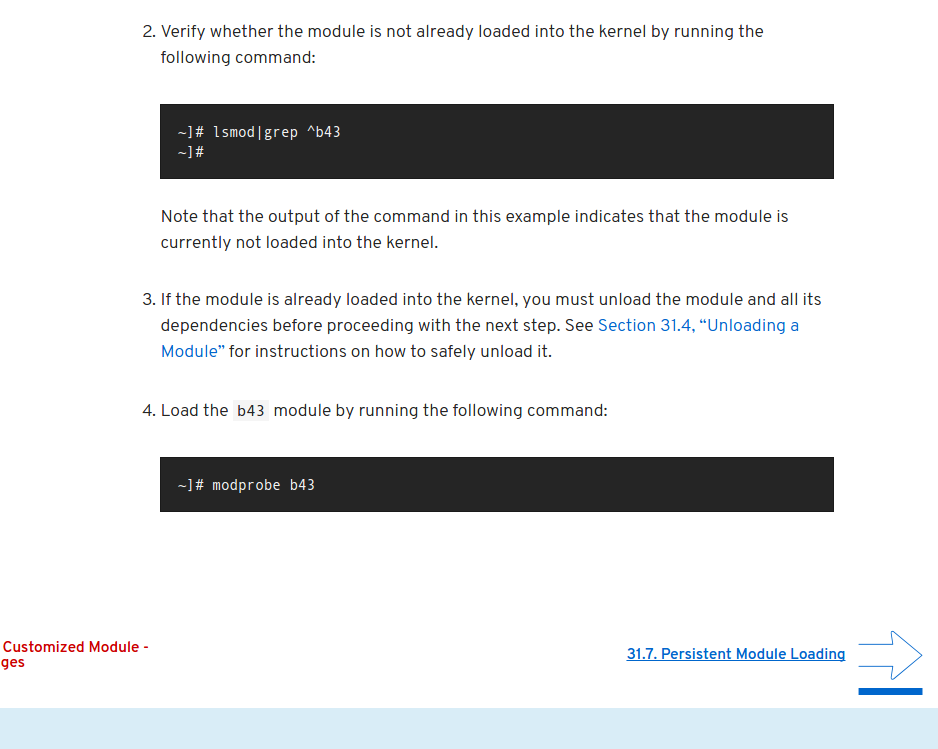 2. Verify whether the module is not already loaded into the kernel by running the
following command:
~]# lsmod|grep ^b43
~]#
Note that the output of the command in this example indicates that the module is
currently not loaded into the kernel.
3. If the module is already loaded into the kernel, you must unload the module and all its
dependencies before proceeding with the next step. See Section 31.4, “Unloading a
Module” for instructions on how to safely unload it.
4. Load the b43 module by running the following command:
~]# modprobe b43
Customized Module -
ges
31.7. Persistent Module Loading